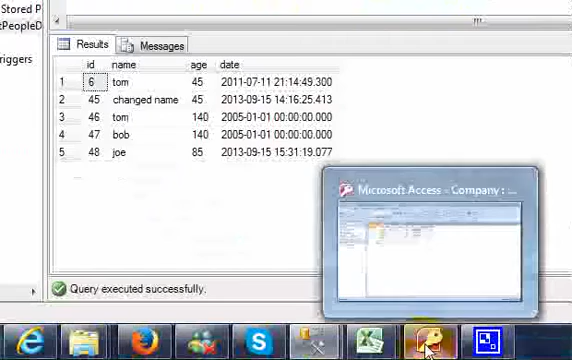 Stored P
tPeopleD
riggers
Results Messages
id name age date
1 6 tom 45 2011-07-11 21:14:49.300
2 45 changed name 45 2013-09-15 14:16:25.413
3 46 tom 140 2005-01-01 00:00:00.000
4 47 bob 140 2005-01-01 00:00:00.000
5 48 joe 85 2013-09-15 15:31:19.077
Microsoft Access - Company : ...
Query executed successfully.